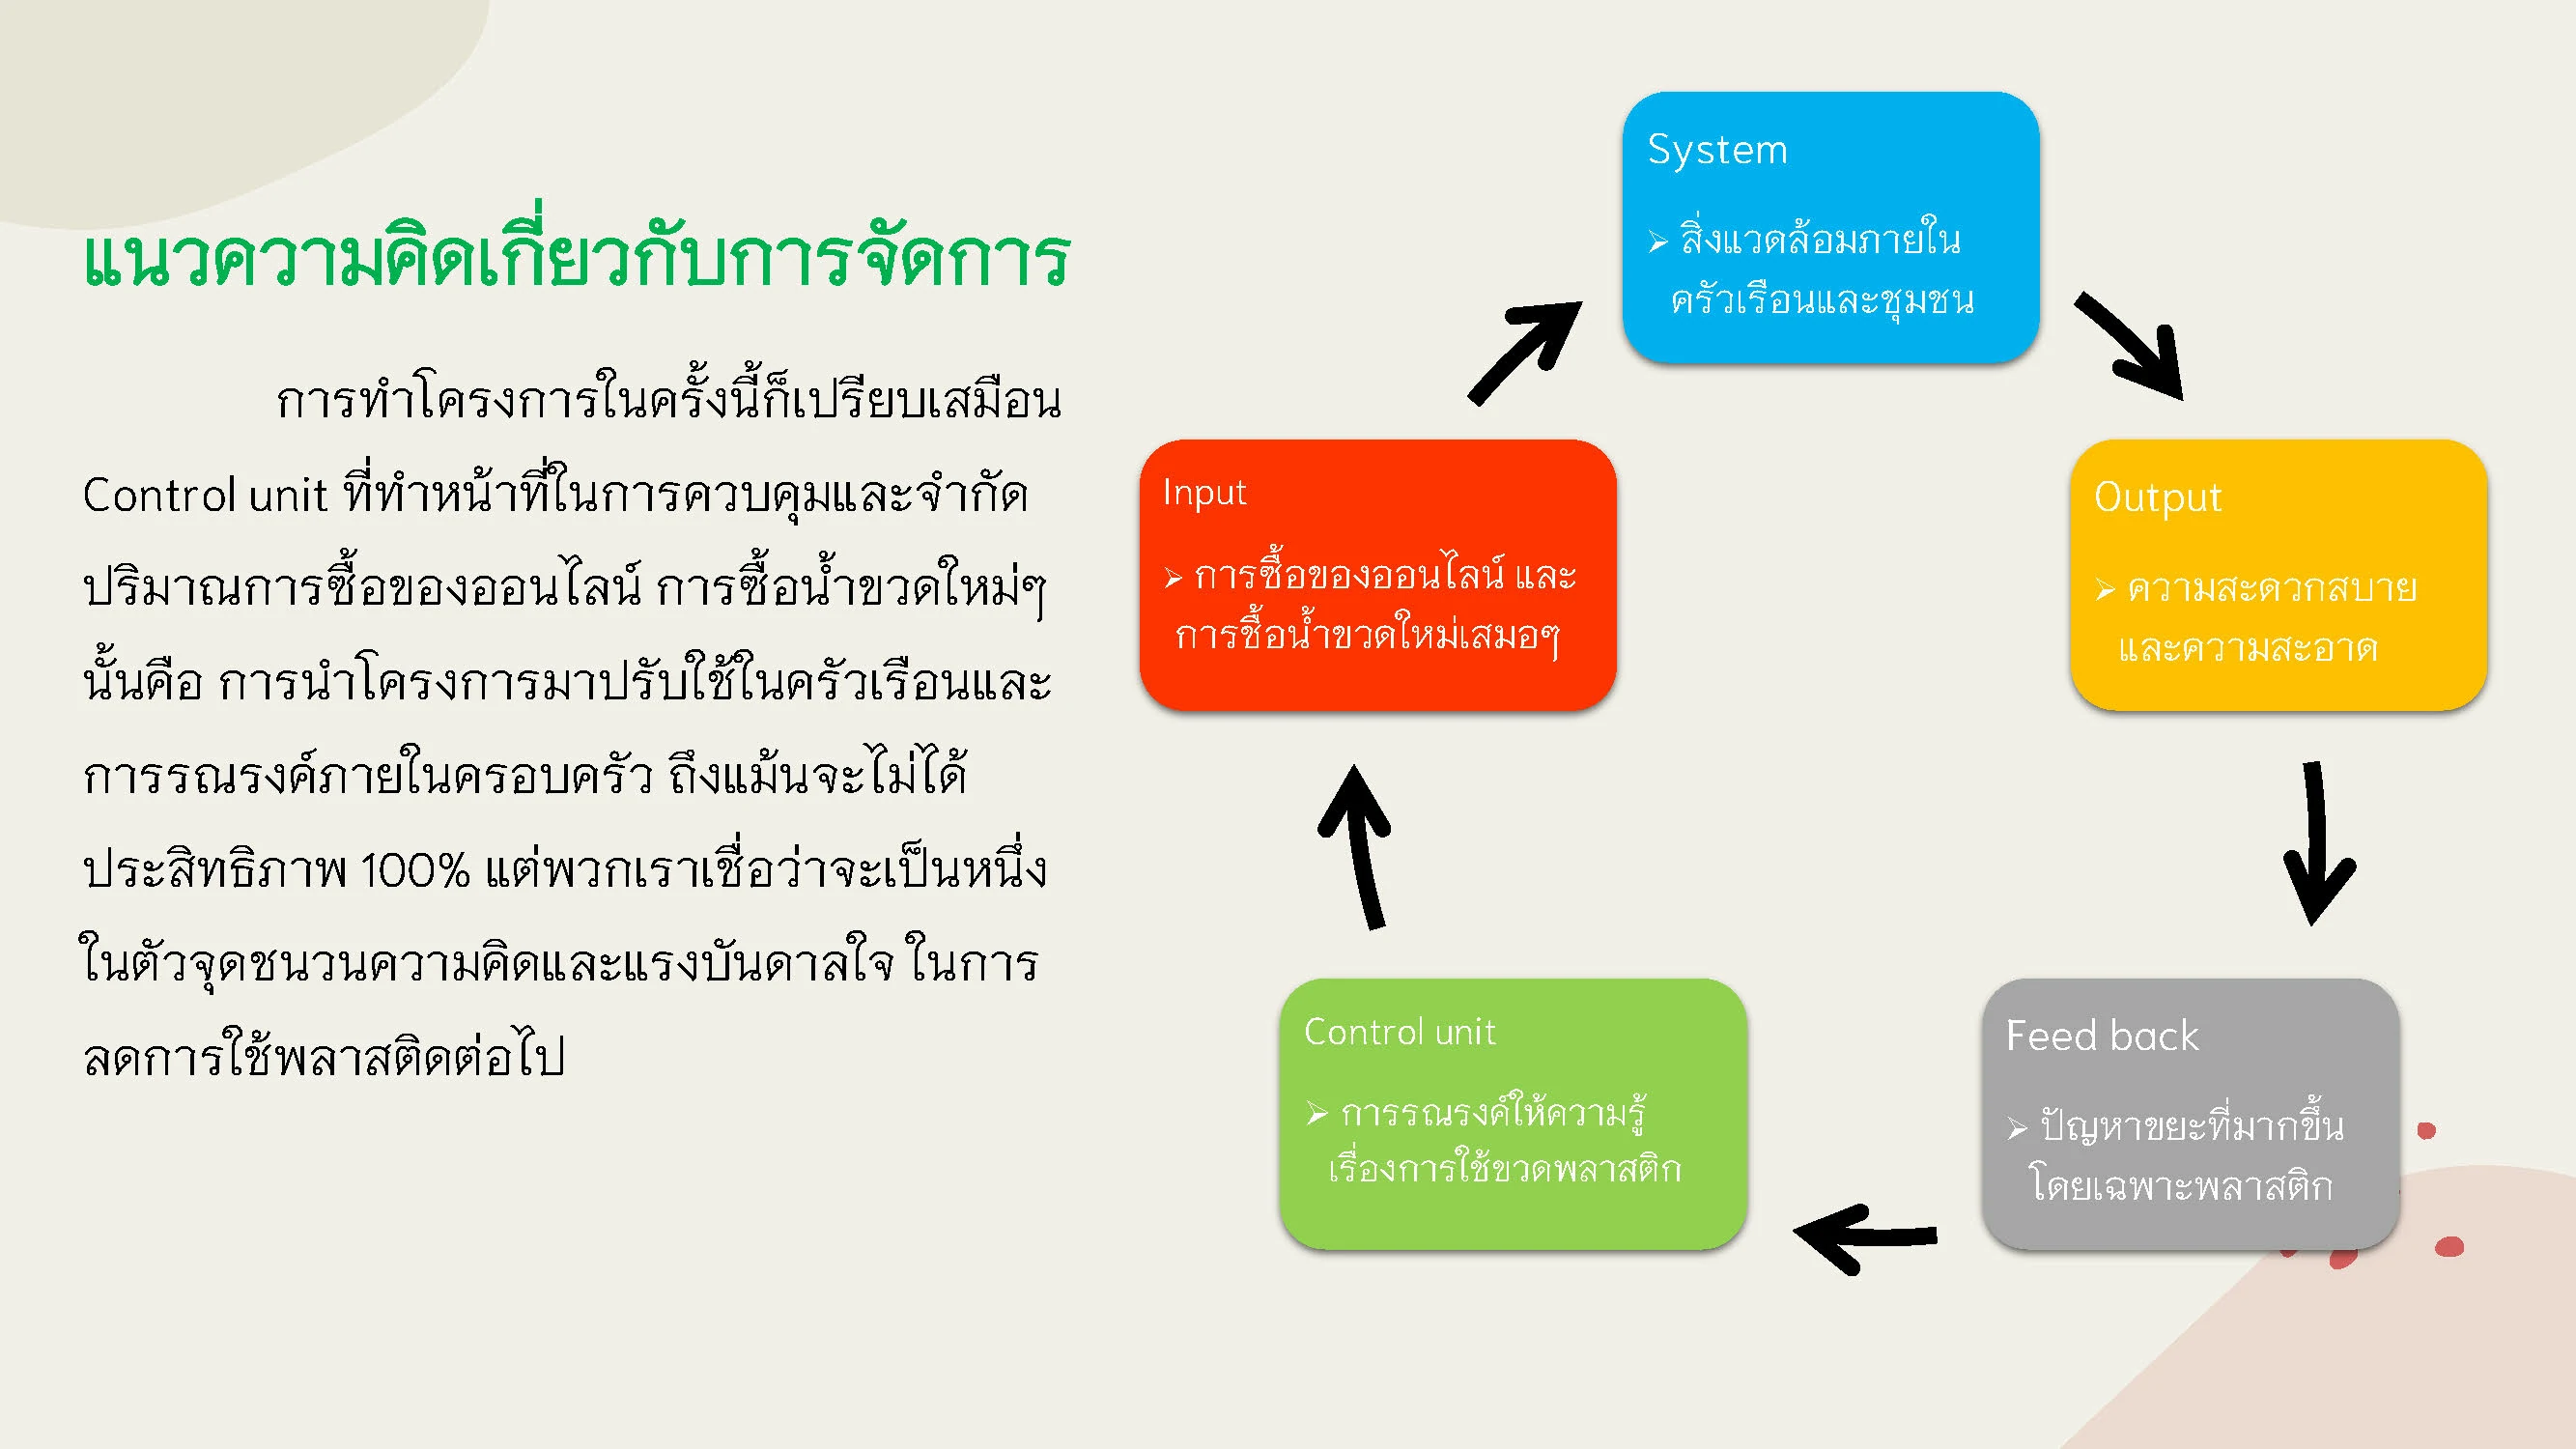 แนวความคิดเกี่ยวกับการจัดการ
การทำโครงการในครั้งนี้ก็เปรียบเสมือน
Control unit ที่ทำหน้าที่ในการควบคุมและจำกัด
ปริมาณการซื้อของออนไลน์ การซื้อน้ำขวดใหม่ๆ
นั้นคือ การนำโครงการมาปรับใช้ในครัวเรือนและ
การรณรงค์ภายในครอบครัว ถึงแม้นจะไม่ได้
ประสิทธิภาพ 100% แต่พวกเราเชื่อว่าจะเป็นหนึ่ง
ในตัวจุดชนวนความคิดและแรงบันดาลใจ ในการ
ลดการใช้พลาสติดต่อไป
System
➢ สิ่งแวดล้อมภายใน
ครัวเรือนและชุมชน
Input
➢ การซื้อของออนไลน์ และ
การซื้อน้ำขวดใหม่เสมอๆ
Output
➢ ความสะดวกสบาย
และความสะอาด
Control unit
➢ การรณรงค์ให้ความรู้
เรื่องการใช้ขวดพลาสติก
Feed back
➢ ปัญหาขยะที่มากขึ้น
โดยเฉพาะพลาสติก